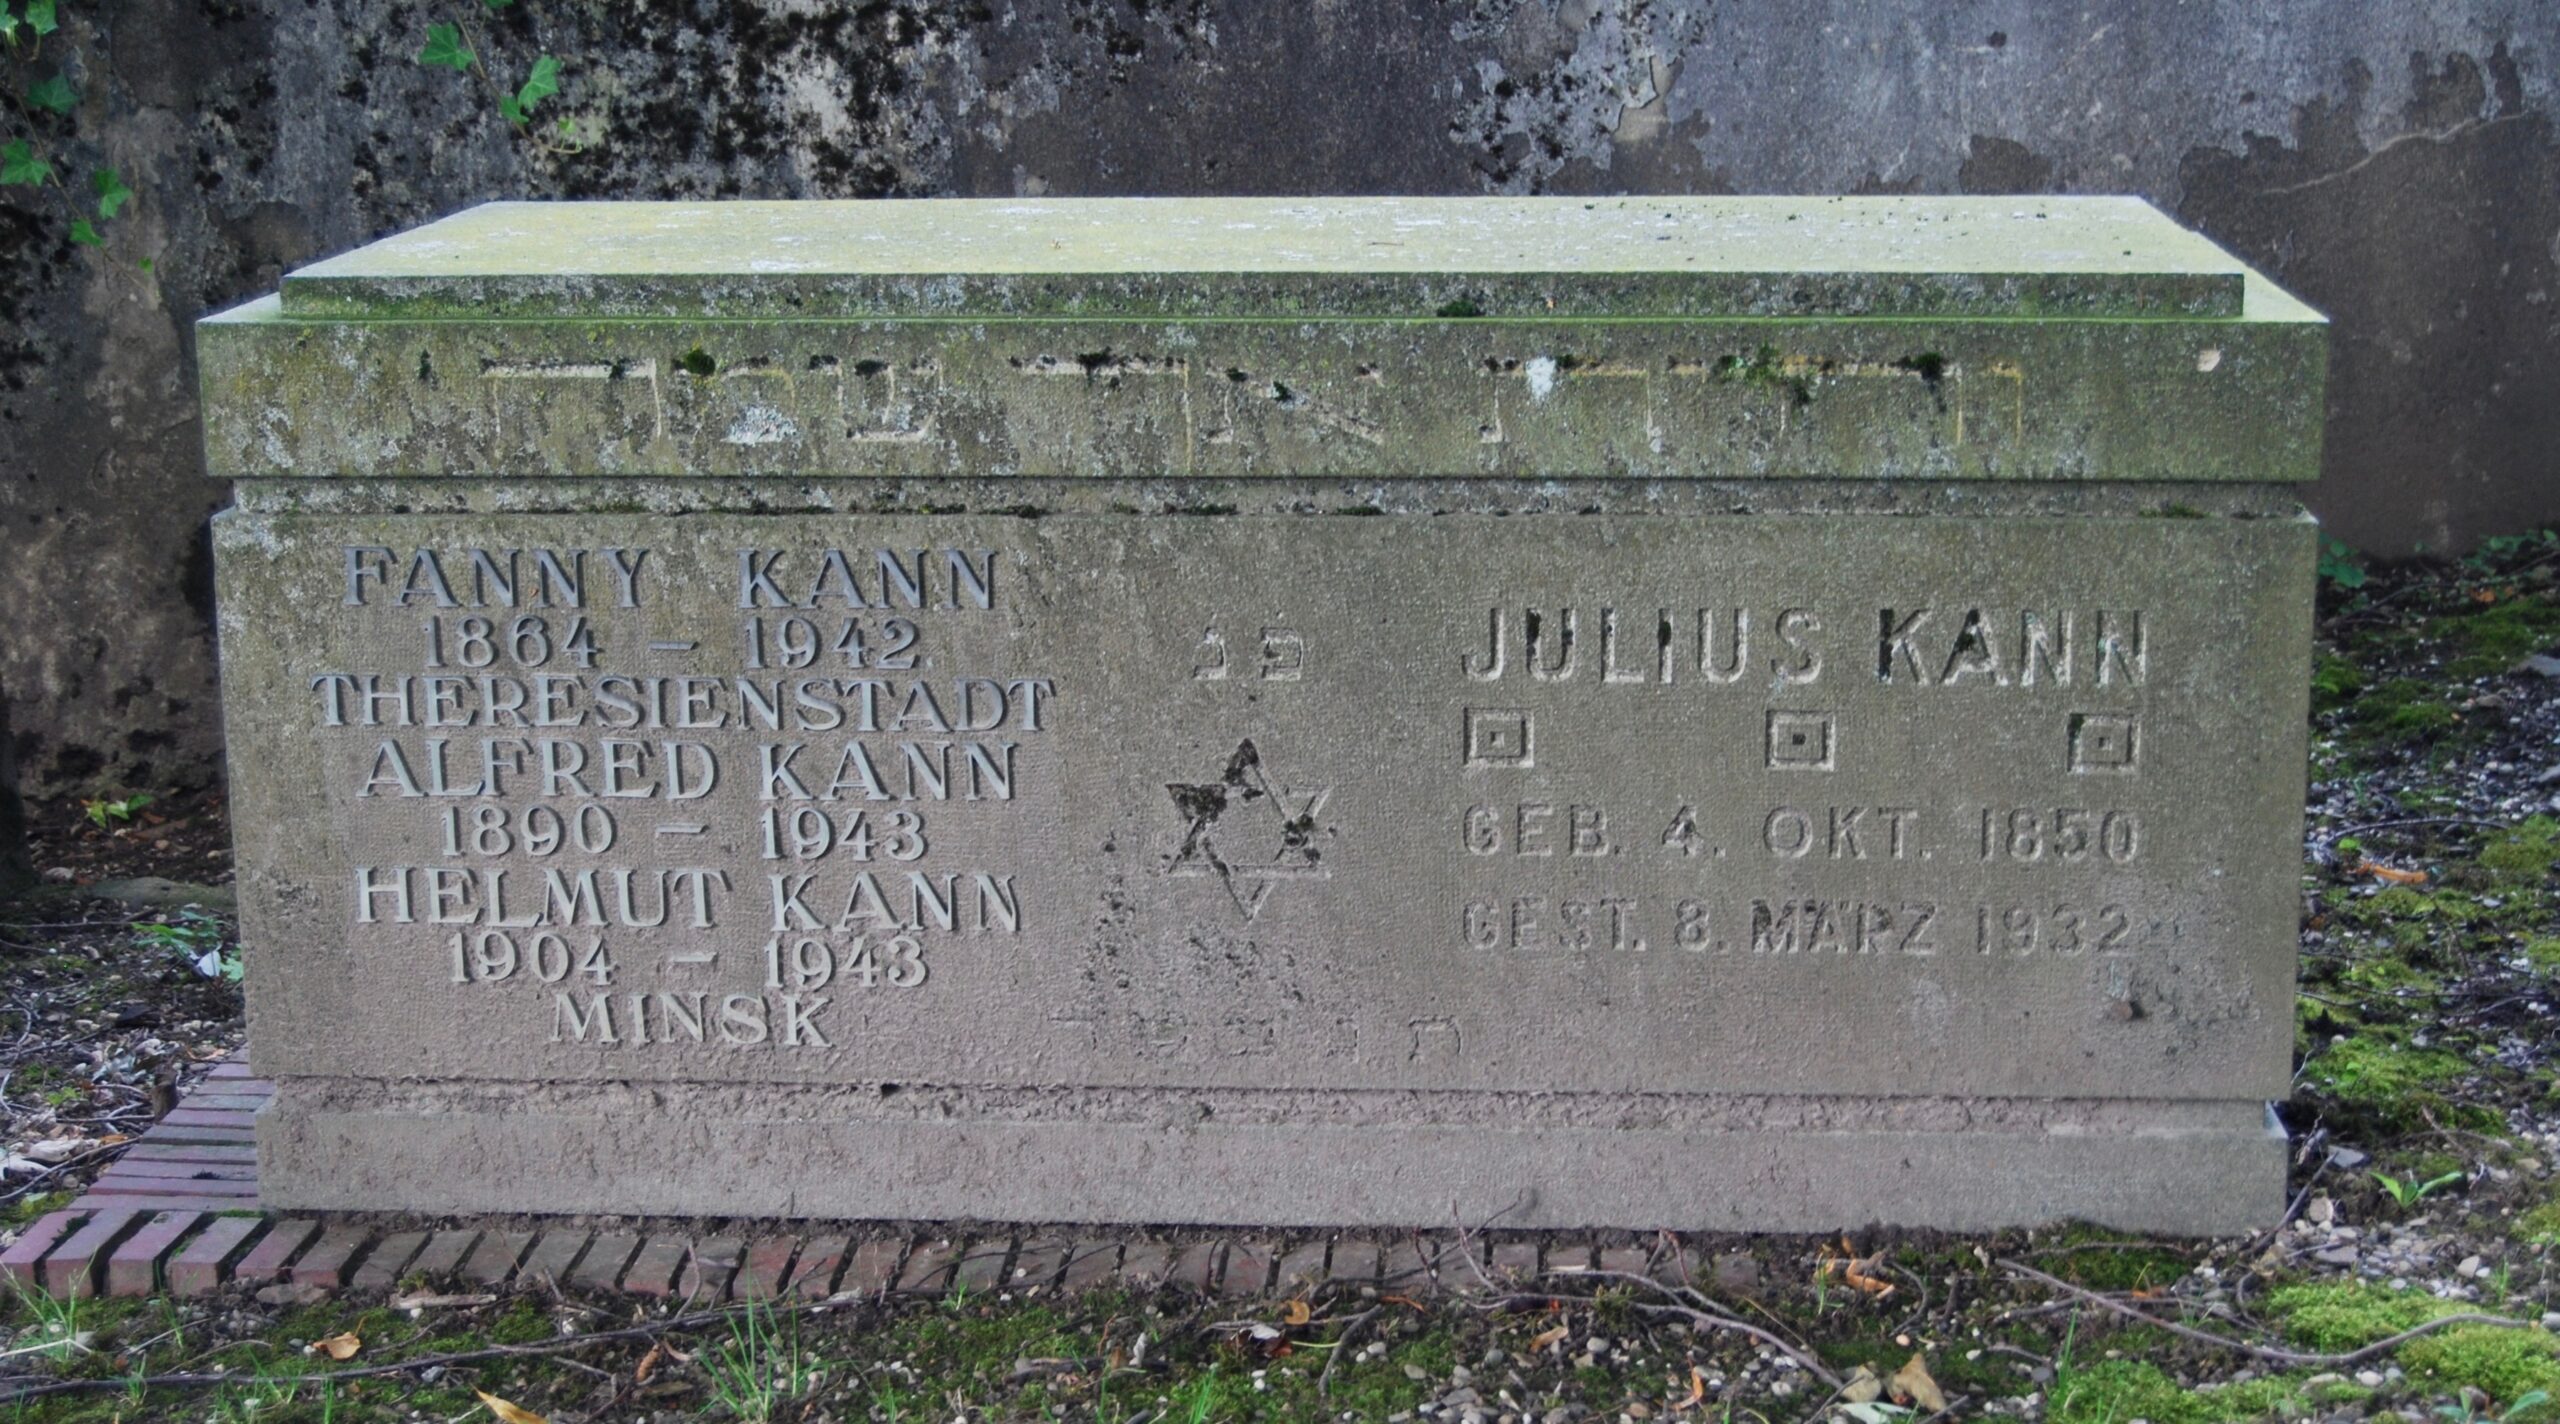 FANNY KANN
1864 – 1942
THERESIENSTADT
ALFRED KANN
1890 – 1943
HELMUT KANN
1904 – 1943
MINSK
פ נ
JULIUS KANN
GEB. 4. OKT. 1850
GEST. 8. MÄRZ 1932